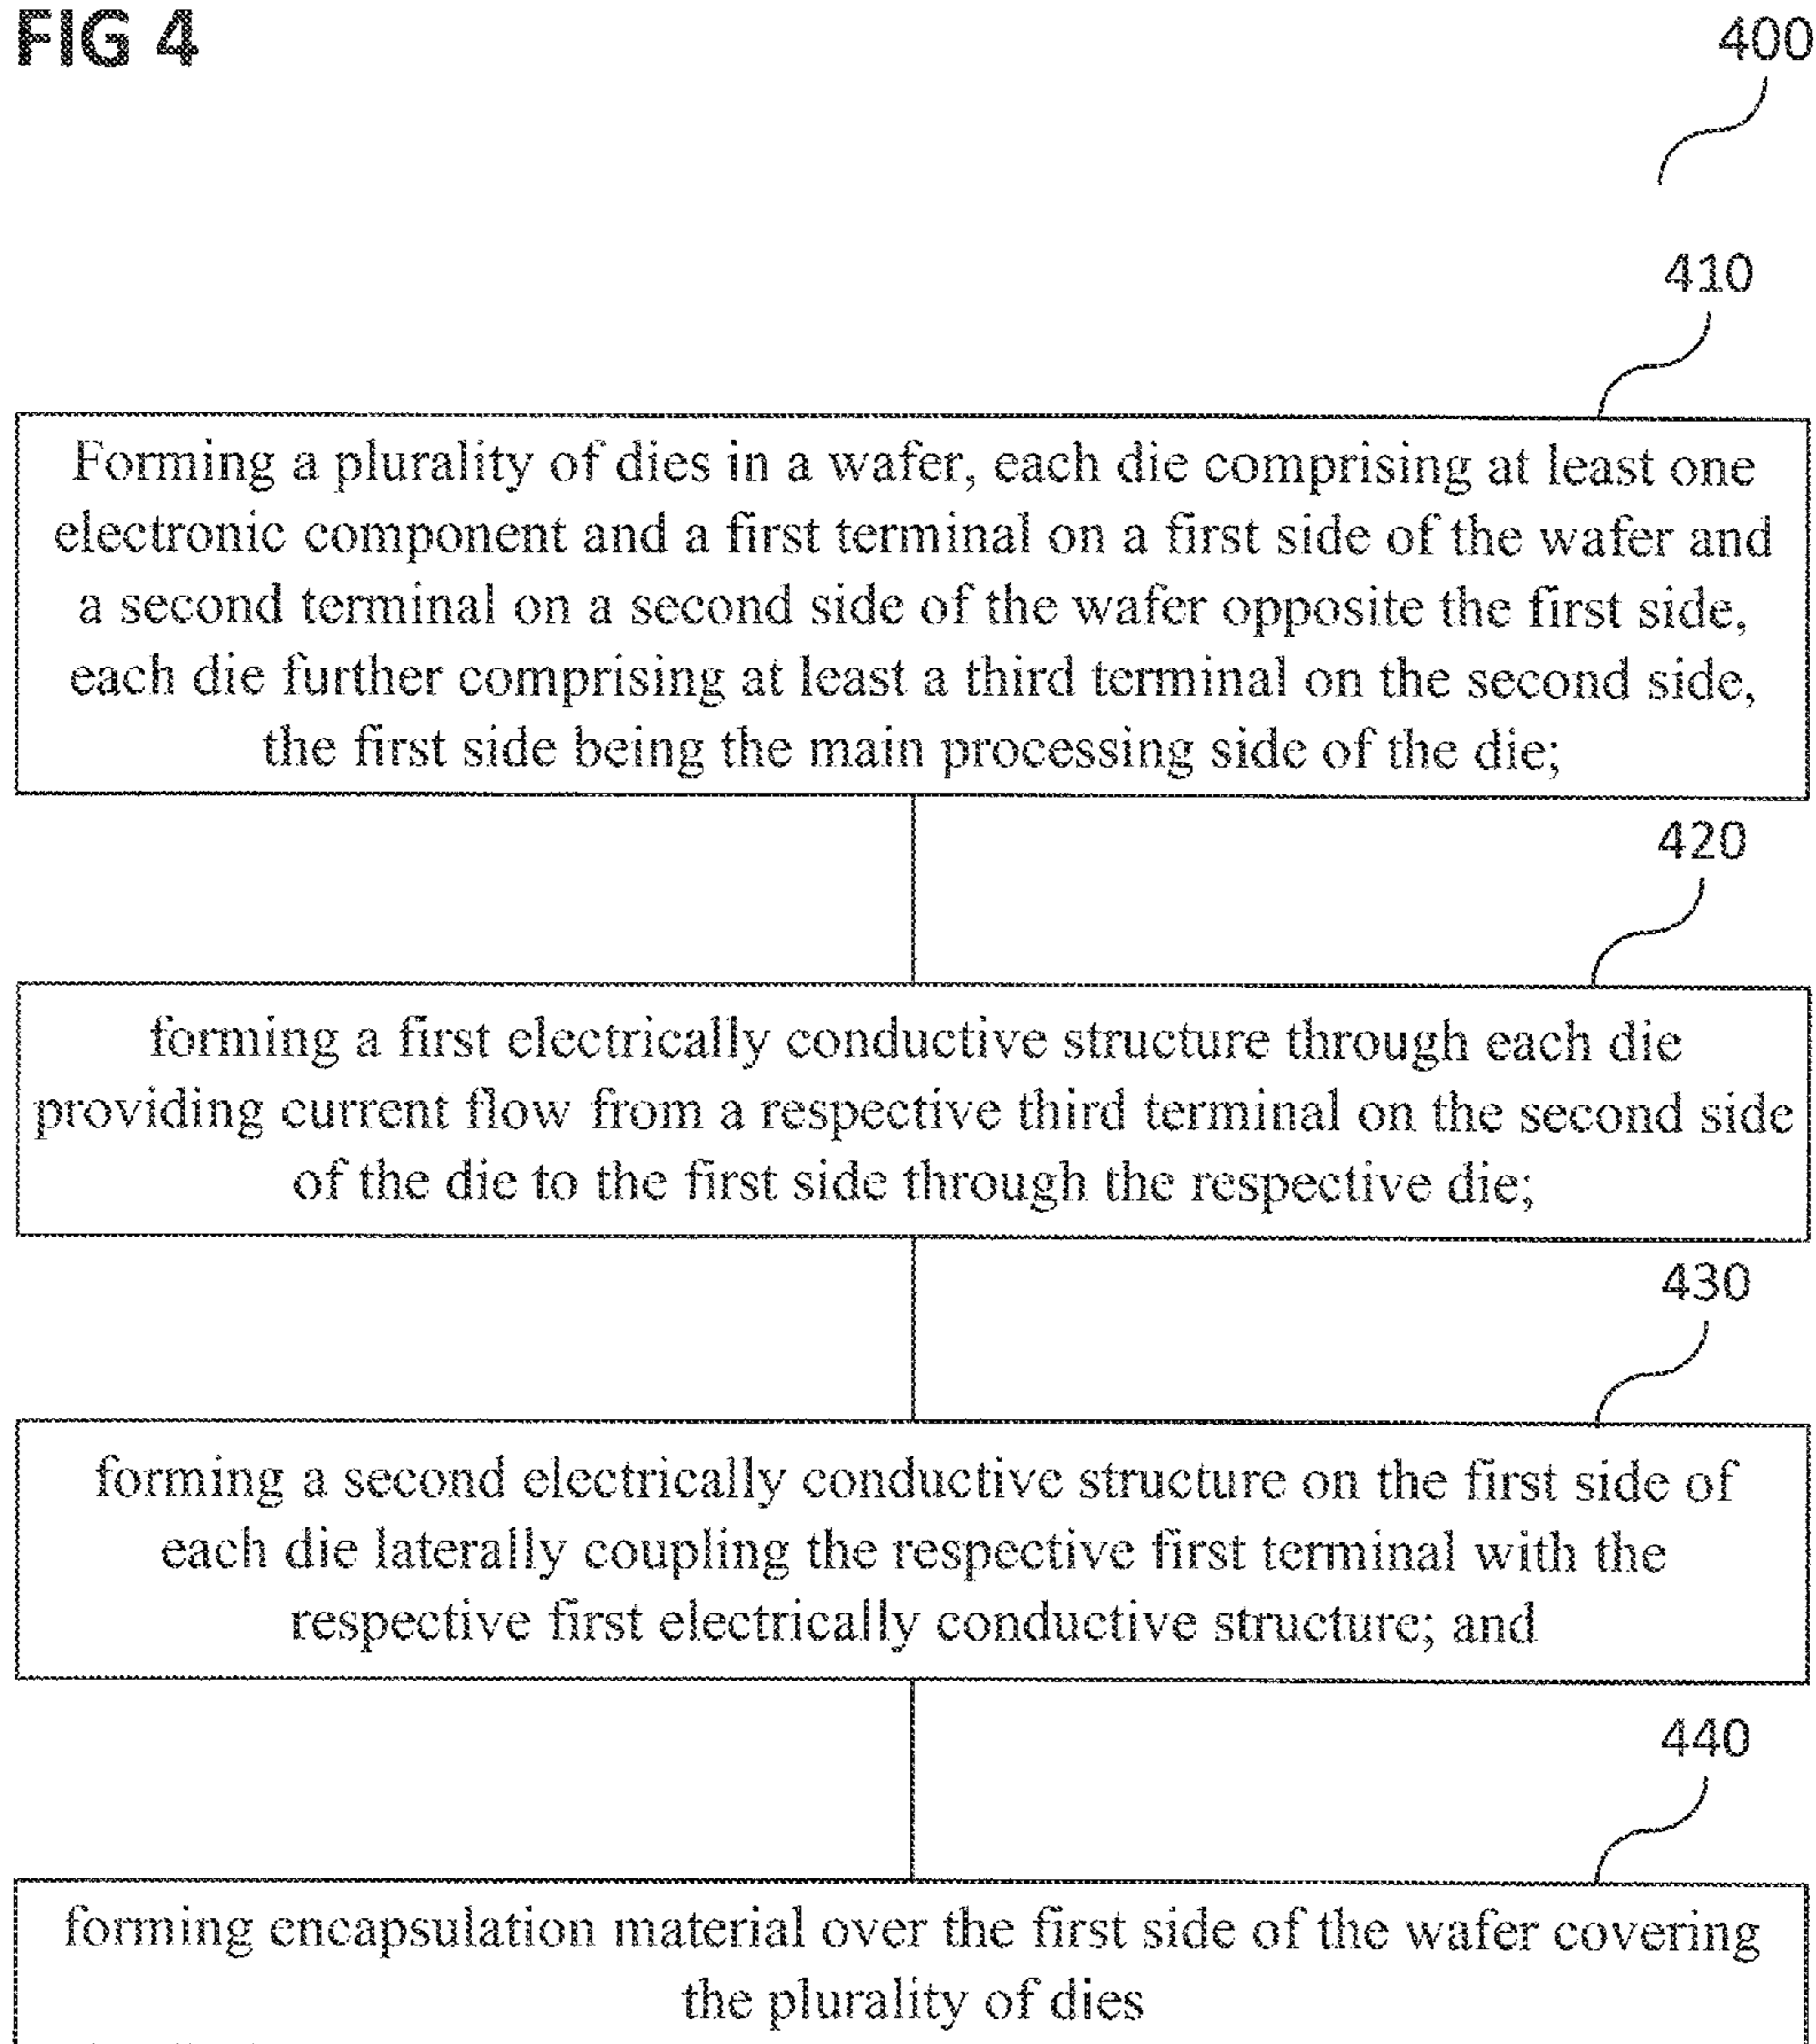 FIG 4
400
410
Forming a plurality of dies in a wafer, each die comprising at least one
electronic component and a first terminal on a first side of the wafer and
a second terminal on a second side of the wafer opposite the first side,
each die further comprising at least a third terminal on the second side,
the first side being the main processing side of the die;
420
forming a first electrically conductive structure through each die
providing current flow from a respective third terminal on the second side
of the die to the first side through the respective die;
430
forming a second electrically conductive structure on the first side of
each die laterally coupling the respective first terminal with the
respective first electrically conductive structure; and
440
forming encapsulation material over the first side of the wafer covering
the plurality of dies